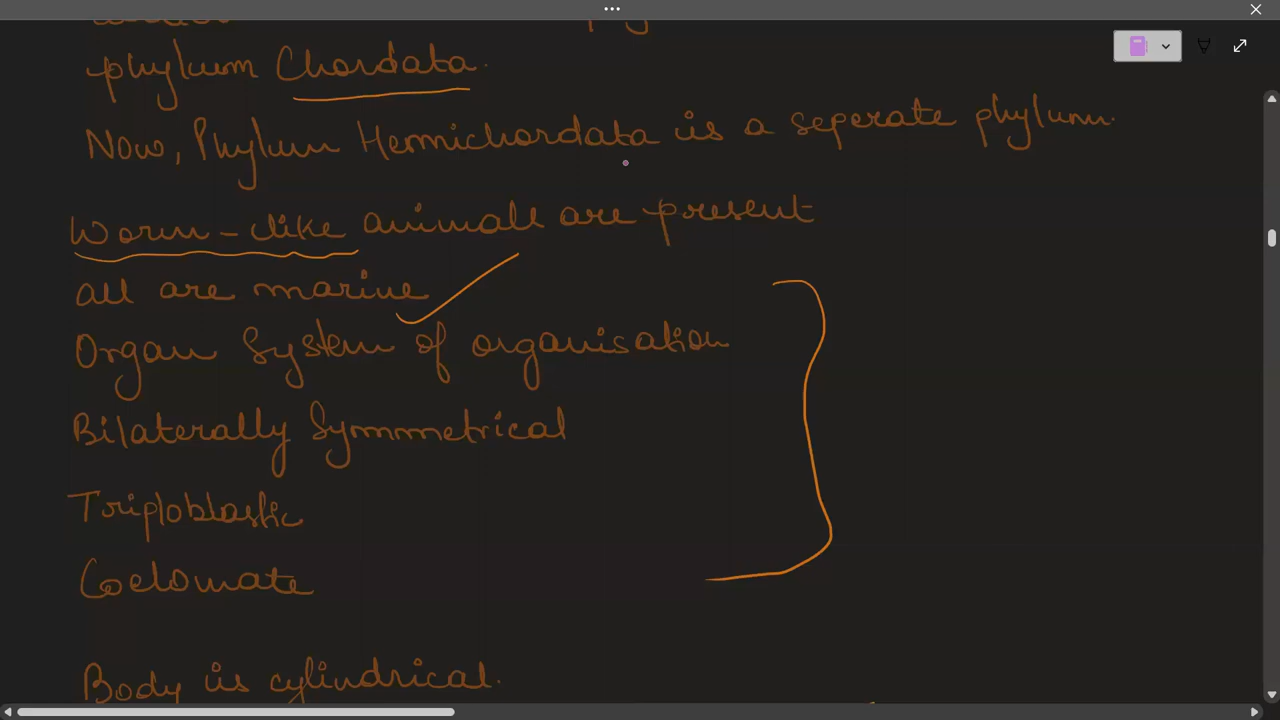 phylum Chordata.
Now, Phylum Hemichordata is a seperate phylum.
Worm-like animals are present
all are marine
Organ System of organisation
Bilaterally Symmetrical
Triploblastic
Coelomate
Body is cylindrical.